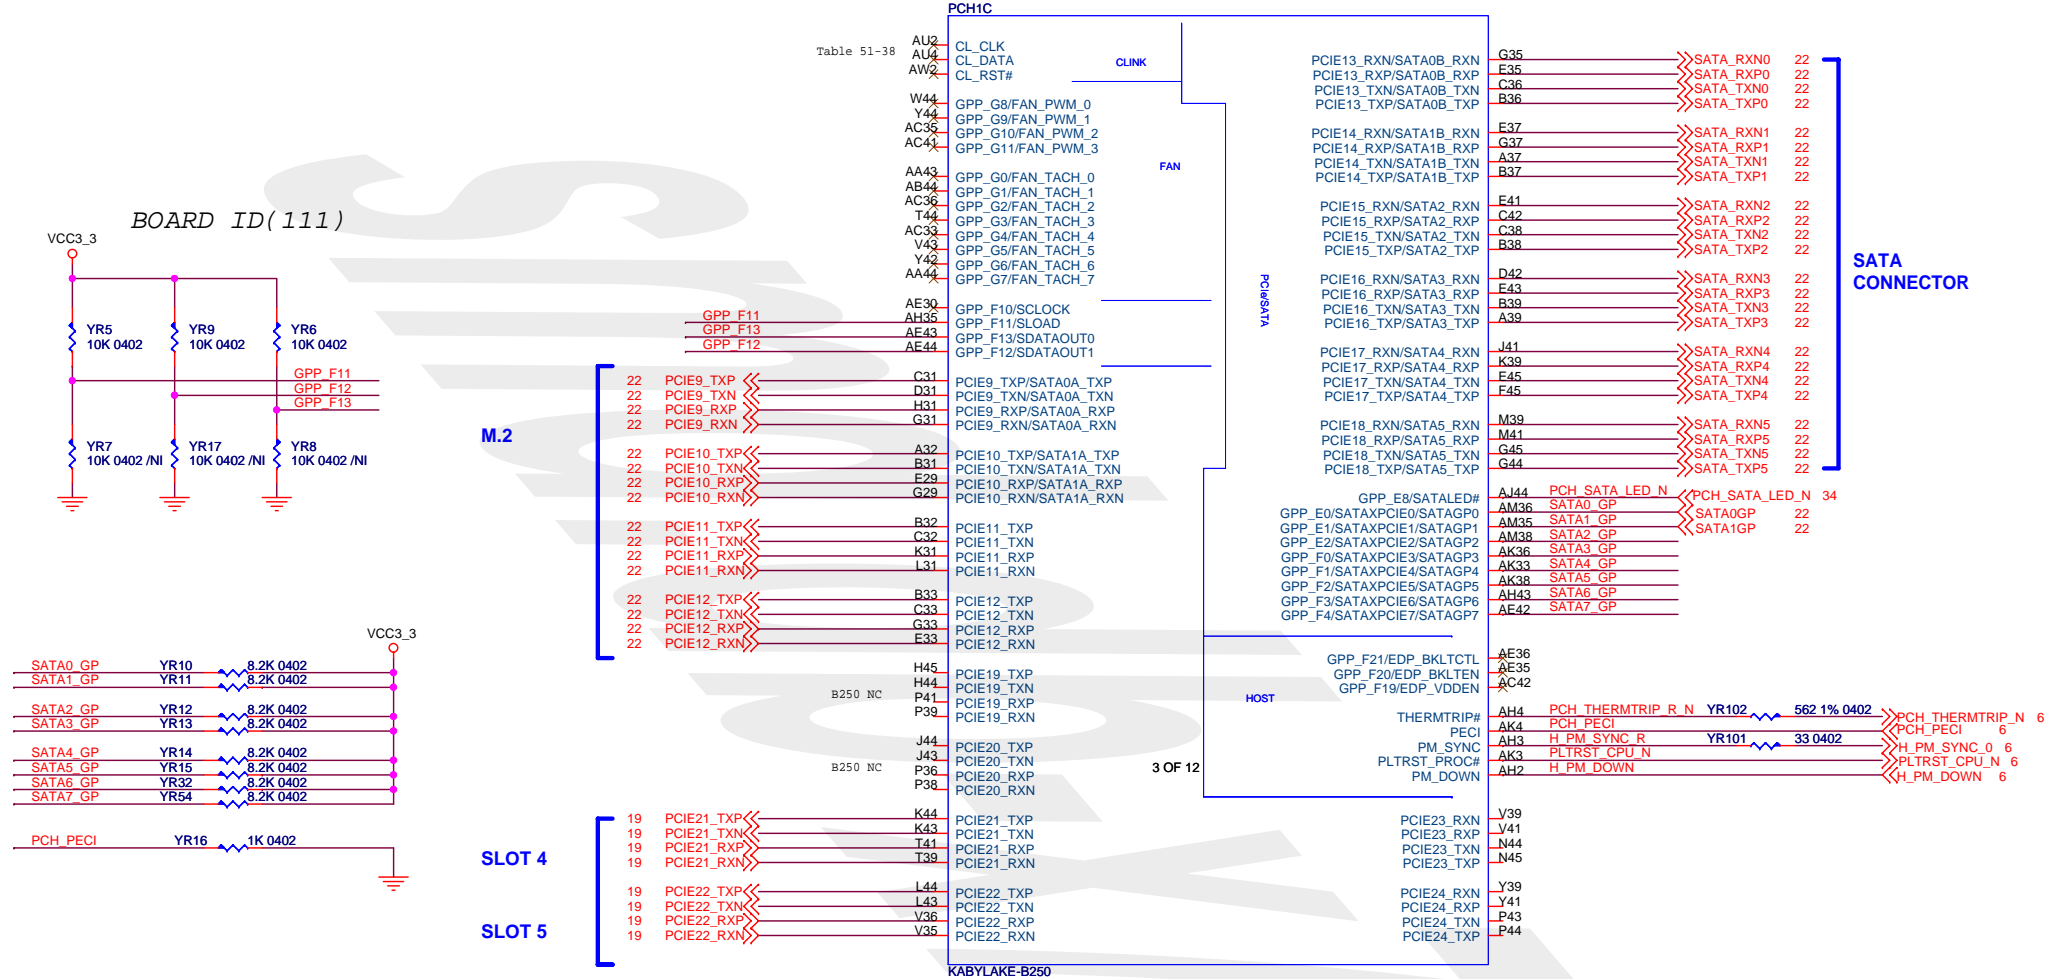 PCH1C
Table 51-38
AU2 CL_CLK
AU4 CL_DATA
AW2 CL_RST#
CLINK
W44 GPP_G8/FAN_PWM_0
Y44 GPP_G9/FAN_PWM_1
AC35 GPP_G10/FAN_PWM_2
AC41 GPP_G11/FAN_PWM_3
FAN
AA43 GPP_G0/FAN_TACH_0
AB44 GPP_G1/FAN_TACH_1
AC36 GPP_G2/FAN_TACH_2
T44 GPP_G3/FAN_TACH_3
AC33 GPP_G4/FAN_TACH_4
V43 GPP_G5/FAN_TACH_5
Y42 GPP_G6/FAN_TACH_6
AA44 GPP_G7/FAN_TACH_7
AE30 GPP_F10/SCLOCK
GPP_F11 AH35 GPP_F11/SLOAD
GPP_F13 AE43 GPP_F13/SDATAOUT0
GPP_F12 AE44 GPP_F12/SDATAOUT1
PCIe/SATA
BOARD ID(111)
VCC3_3
YR5 10K 0402
YR9 10K 0402
YR6 10K 0402
GPP_F11
GPP_F12
GPP_F13
YR7 10K 0402 /NI
YR17 10K 0402 /NI
YR8 10K 0402 /NI
M.2
22 PCIE9_TXP C31 PCIE9_TXP/SATA0A_TXP
22 PCIE9_TXN D31 PCIE9_TXN/SATA0A_TXN
22 PCIE9_RXP H31 PCIE9_RXP/SATA0A_RXP
22 PCIE9_RXN G31 PCIE9_RXN/SATA0A_RXN
22 PCIE10_TXP A32 PCIE10_TXP/SATA1A_TXP
22 PCIE10_TXN B31 PCIE10_TXN/SATA1A_TXN
22 PCIE10_RXP E29 PCIE10_RXP/SATA1A_RXP
22 PCIE10_RXN G29 PCIE10_RXN/SATA1A_RXN
22 PCIE11_TXP B32 PCIE11_TXP
22 PCIE11_TXN C32 PCIE11_TXN
22 PCIE11_RXP K31 PCIE11_RXP
22 PCIE11_RXN L31 PCIE11_RXN
22 PCIE12_TXP B33 PCIE12_TXP
22 PCIE12_TXN C33 PCIE12_TXN
22 PCIE12_RXP G33 PCIE12_RXP
22 PCIE12_RXN E33 PCIE12_RXN
B250 NC
H45 PCIE19_TXP
H44 PCIE19_TXN
P41 PCIE19_RXP
P39 PCIE19_RXN
B250 NC
J44 PCIE20_TXP
J43 PCIE20_TXN
P36 PCIE20_RXP
P38 PCIE20_RXN
SLOT 4
19 PCIE21_TXP K44 PCIE21_TXP
19 PCIE21_TXN K43 PCIE21_TXN
19 PCIE21_RXP T41 PCIE21_RXP
19 PCIE21_RXN T39 PCIE21_RXN
SLOT 5
19 PCIE22_TXP L44 PCIE22_TXP
19 PCIE22_TXN L43 PCIE22_TXN
19 PCIE22_RXP V36 PCIE22_RXP
19 PCIE22_RXN V35 PCIE22_RXN
VCC3_3
SATA0_GP YR10 8.2K 0402
SATA1_GP YR11 8.2K 0402
SATA2_GP YR12 8.2K 0402
SATA3_GP YR13 8.2K 0402
SATA4_GP YR14 8.2K 0402
SATA5_GP YR15 8.2K 0402
SATA6_GP YR32 8.2K 0402
SATA7_GP YR54 8.2K 0402
PCH_PECI YR16 1K 0402
PCIE13_RXN/SATA0B_RXN G35 SATA_RXN0 22
PCIE13_RXP/SATA0B_RXP E35 SATA_RXP0 22
PCIE13_TXN/SATA0B_TXN C36 SATA_TXN0 22
PCIE13_TXP/SATA0B_TXP B36 SATA_TXP0 22
PCIE14_RXN/SATA1B_RXN E37 SATA_RXN1 22
PCIE14_RXP/SATA1B_RXP G37 SATA_RXP1 22
PCIE14_TXN/SATA1B_TXN A37 SATA_TXN1 22
PCIE14_TXP/SATA1B_TXP B37 SATA_TXP1 22
PCIE15_RXN/SATA2_RXN E41 SATA_RXN2 22
PCIE15_RXP/SATA2_RXP C42 SATA_RXP2 22
PCIE15_TXN/SATA2_TXN C38 SATA_TXN2 22
PCIE15_TXP/SATA2_TXP B38 SATA_TXP2 22
SATA
CONNECTOR
PCIE16_RXN/SATA3_RXN D42 SATA_RXN3 22
PCIE16_RXP/SATA3_RXP E43 SATA_RXP3 22
PCIE16_TXN/SATA3_TXN B39 SATA_TXN3 22
PCIE16_TXP/SATA3_TXP A39 SATA_TXP3 22
PCIE17_RXN/SATA4_RXN J41 SATA_RXN4 22
PCIE17_RXP/SATA4_RXP K39 SATA_RXP4 22
PCIE17_TXN/SATA4_TXN E45 SATA_TXN4 22
PCIE17_TXP/SATA4_TXP F45 SATA_TXP4 22
PCIE18_RXN/SATA5_RXN M39 SATA_RXN5 22
PCIE18_RXP/SATA5_RXP M41 SATA_RXP5 22
PCIE18_TXN/SATA5_TXN G45 SATA_TXN5 22
PCIE18_TXP/SATA5_TXP G44 SATA_TXP5 22
GPP_E8/SATALED# AJ44 PCH_SATA_LED_N PCH_SATA_LED_N 34
GPP_E0/SATAXPCIE0/SATAGP0 AM36 SATA0_GP SATA0GP 22
GPP_E1/SATAXPCIE1/SATAGP1 AM35 SATA1_GP SATA1GP 22
GPP_E2/SATAXPCIE2/SATAGP2 AM38 SATA2_GP
GPP_F0/SATAXPCIE3/SATAGP3 AK36 SATA3_GP
GPP_F1/SATAXPCIE4/SATAGP4 AK33 SATA4_GP
GPP_F2/SATAXPCIE5/SATAGP5 AK38 SATA5_GP
GPP_F3/SATAXPCIE6/SATAGP6 AH43 SATA6_GP
GPP_F4/SATAXPCIE7/SATAGP7 AE42 SATA7_GP
GPP_F21/EDP_BKLTCTL AE36
GPP_F20/EDP_BKLTEN AE35
GPP_F19/EDP_VDDEN AC42
HOST
THERMTRIP# AH4 PCH_THERMTRIP_R_N YR102 562 1% 0402 PCH_THERMTRIP_N 6
PECI AK4 PCH_PECI PCH_PECI 6
PM_SYNC AH3 H_PM_SYNC_R YR101 33 0402 H_PM_SYNC_0 6
PLTRST_PROC# AK3 PLTRST_CPU_N PLTRST_CPU_N 6
PM_DOWN AH2 H_PM_DOWN H_PM_DOWN 6
3 OF 12
PCIE23_RXN V39
PCIE23_RXP V41
PCIE23_TXN N44
PCIE23_TXP N45
PCIE24_RXN Y39
PCIE24_RXP Y41
PCIE24_TXN P43
PCIE24_TXP P44
KABYLAKE-B250